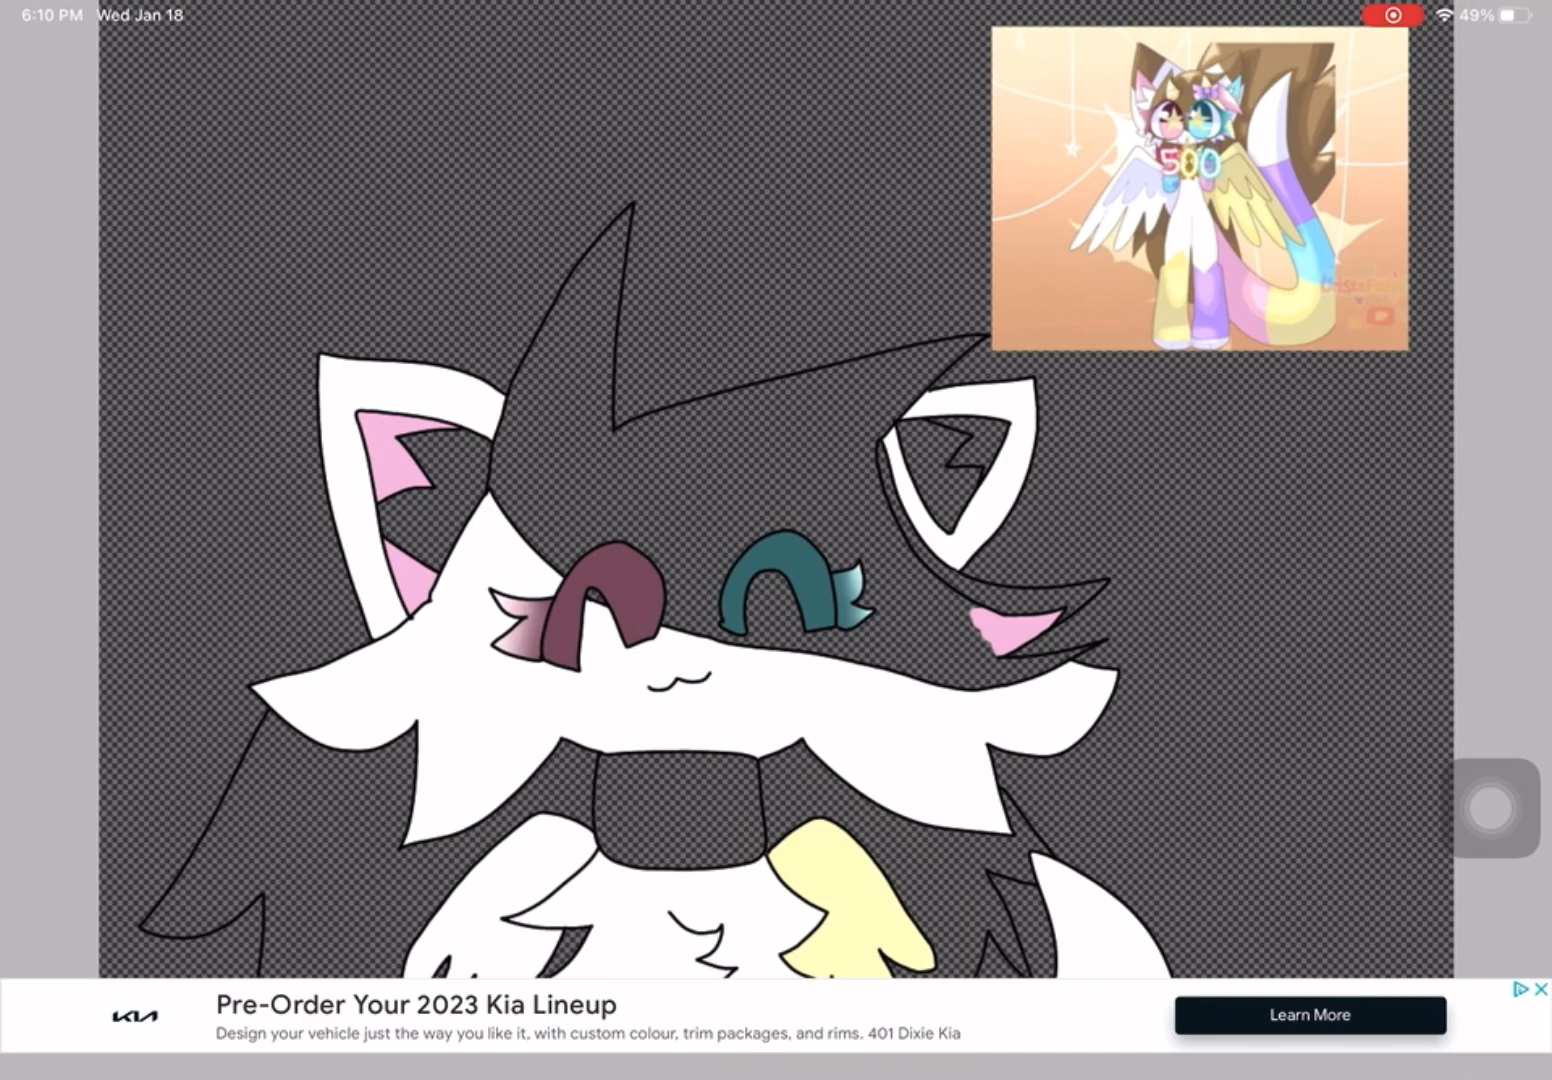 6:10 PM Wed Jan 18
49%
500
KIA
Pre-Order Your 2023 Kia Lineup
Design your vehicle just the way you like it, with custom colour, trim packages, and rims. 401 Dixie Kia
Learn More